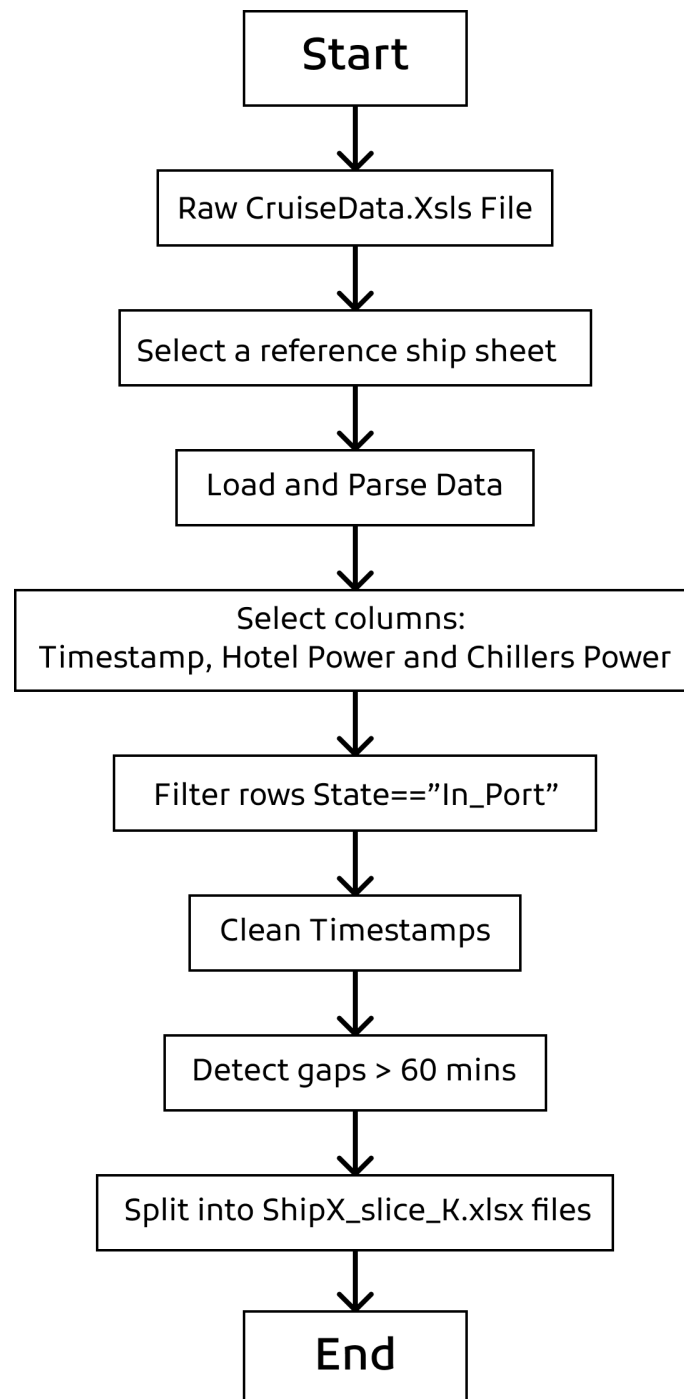 Start
Raw CruiseData.Xsls File
Select a reference ship sheet
Load and Parse Data
Select columns:
Timestamp, Hotel Power and Chillers Power
Filter rows State==”In_Port”
Clean Timestamps
Detect gaps > 60 mins
Split into ShipX_slice_K.xlsx files
End